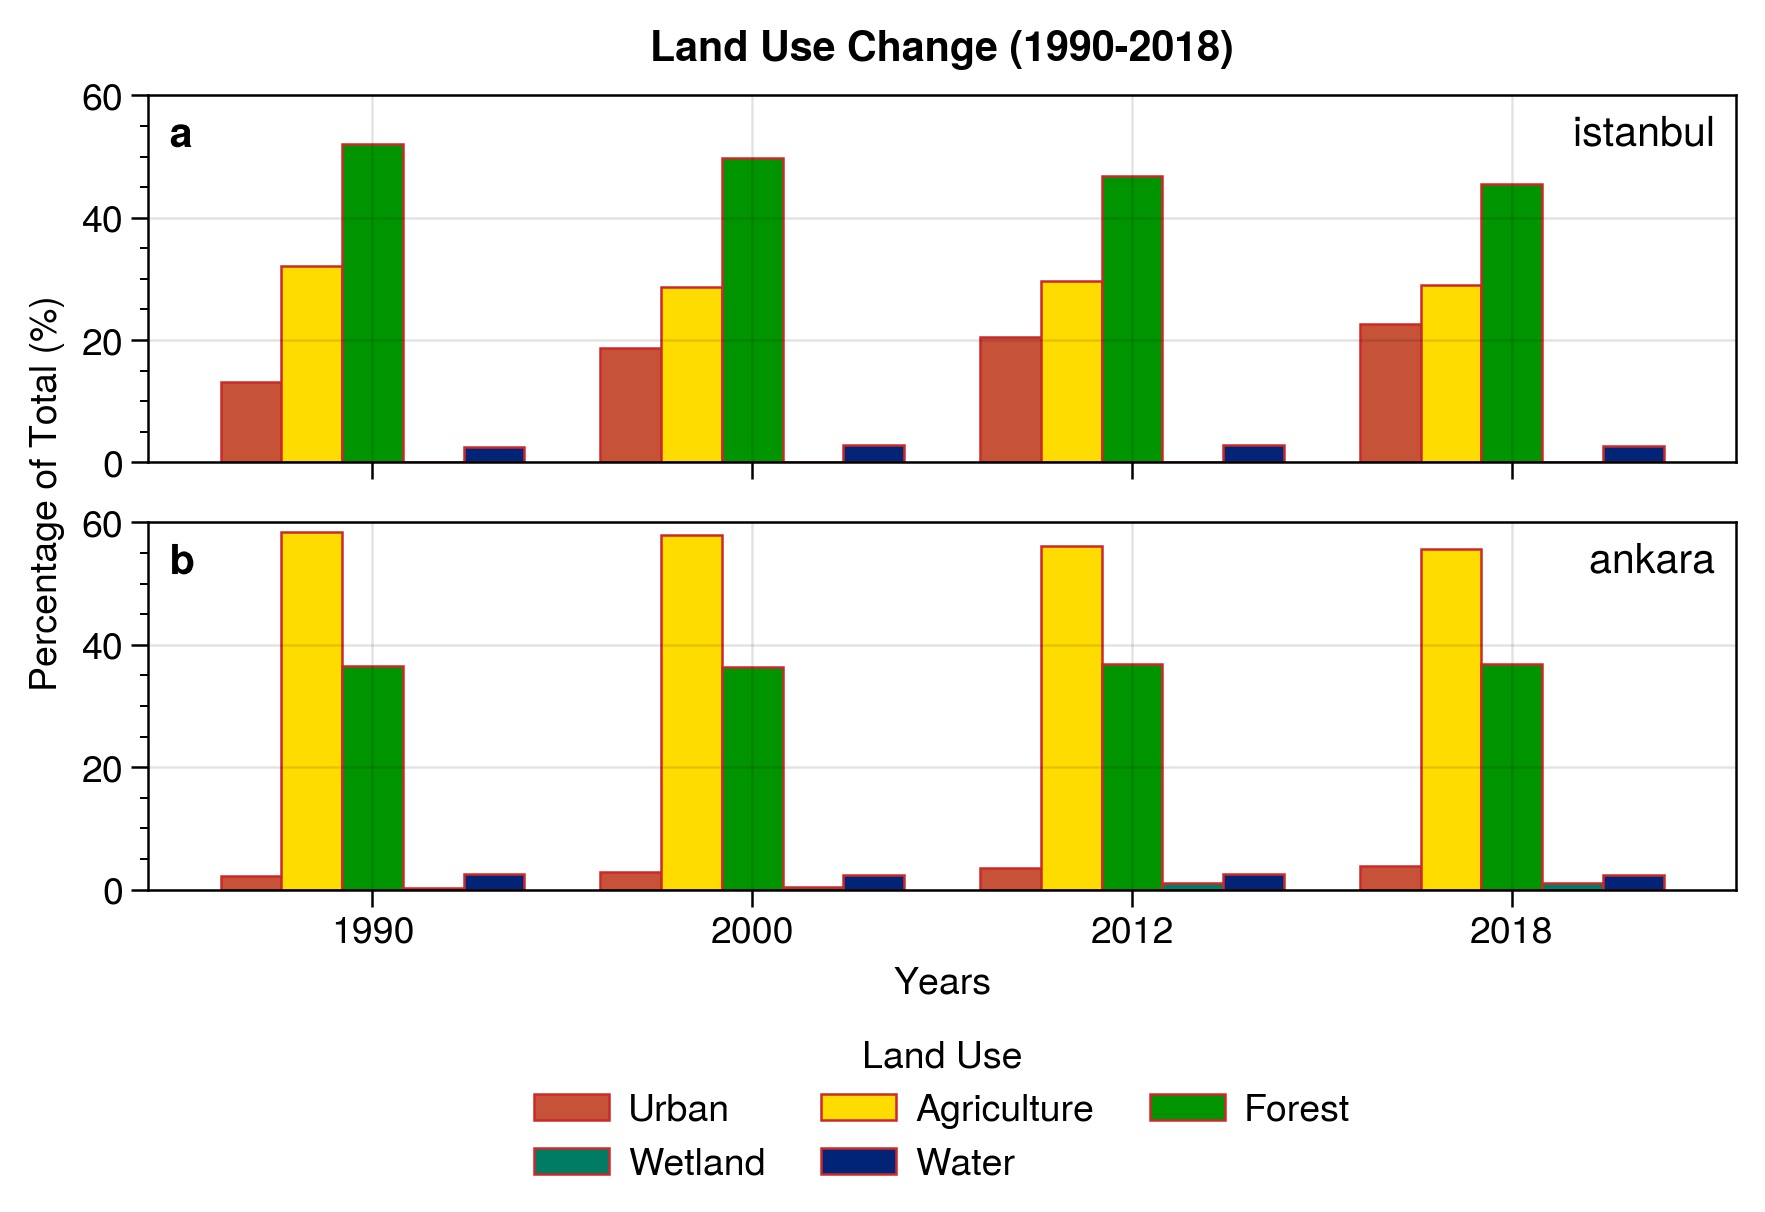 Land Use Change (1990-2018)
Percentage of Total (%)
a
istanbul
60
40
20
0
b
ankara
60
40
20
0
1990 2000 2012 2018
Years
Land Use
Urban Agriculture Forest
Wetland Water